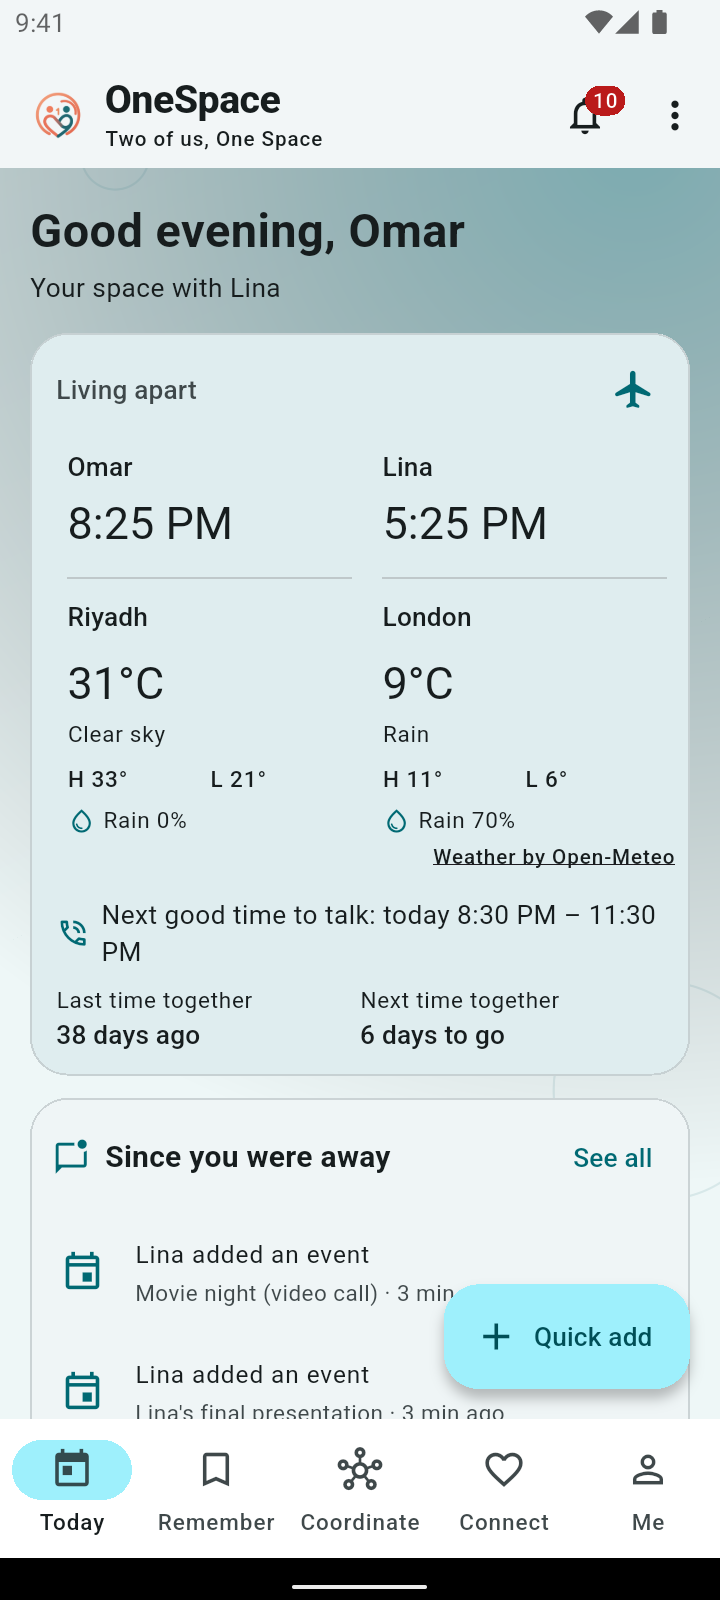 9:41
OneSpace
Two of us, One Space
10
Good evening, Omar
Your space with Lina
Living apart
Omar
8:25 PM
Lina
5:25 PM
Riyadh
31°C
Clear sky
H 33° L 21°
Rain 0%
London
9°C
Rain
H 11° L 6°
Rain 70%
Weather by Open-Meteo
Next good time to talk: today 8:30 PM – 11:30
PM
Last time together
38 days ago
Next time together
6 days to go
Since you were away
See all
Lina added an event
Movie night (video call) · 3 min
Quick add
Lina added an event
Lina's final presentation · 3 min ago
Today
Remember
Coordinate
Connect
Me